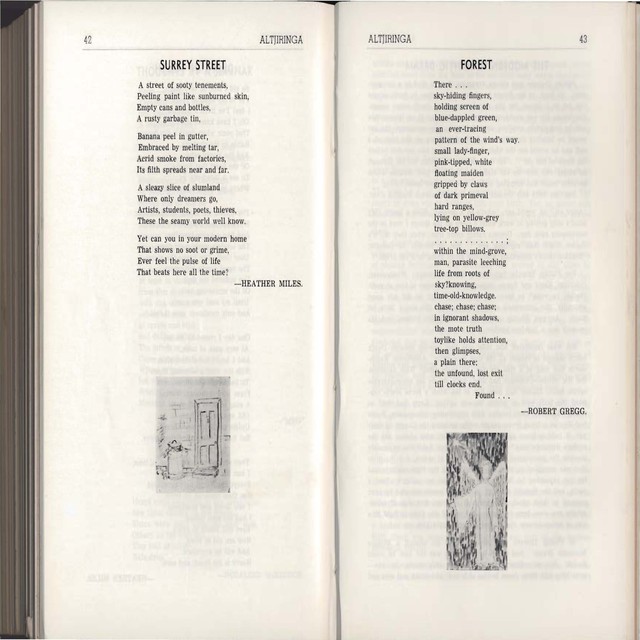 42
ALTJIRINGA
SURREY STREET
A street of sooty tenements,
Peeling paint like sunburned skin,
Empty cans and bottles,
A rusty garbage tin,
Banana peel in gutter,
Embraced by melting tar,
Acrid smoke from factories,
Its filth spreads near and far.
A sleazy slice of slumland
Where only dreamers go,
Artists, students, poets, thieves,
These the seamy world well know.
Yet can you in your modern home
That shows no soot or grime,
Ever feel the pulse of life
That beats here all the time?
—HEATHER MILES.
ALTJIRINGA
43
FOREST
There . . .
sky-hiding fingers,
holding screen of
blue-dappled green,
an ever-tracing
pattern of the wind's way.
small lady-finger,
pink-tipped, white
floating maiden
gripped by claws
of dark primeval
hard ranges,
lying on yellow-grey
tree-top billows.
. . . . . . . . . . . . . . ;
within the mind-grove,
man, parasite leeching
life from roots of
sky?knowing,
time-old-knowledge.
chase; chase; chase;
in ignorant shadows,
the mote truth
toylike holds attention,
then glimpses,
a plain there;
the unfound, lost exit
till clocks end.
Found . . .
—ROBERT GREGG.